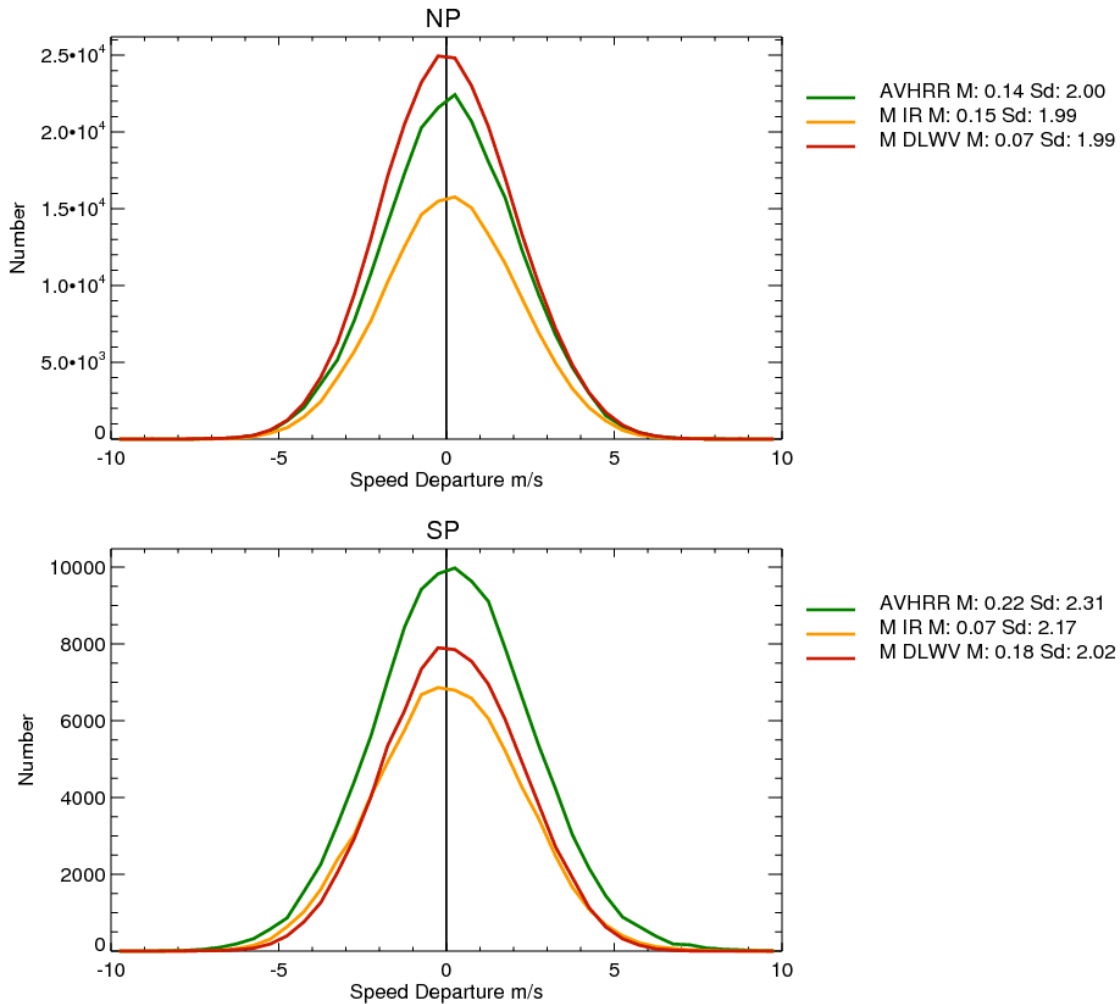 NP
2.5•10⁴
2.0•10⁴
1.5•10⁴
1.0•10⁴
5.0•10³
0
Number
-10 -5 0 5 10
Speed Departure m/s
AVHRR M: 0.14 Sd: 2.00
M IR M: 0.15 Sd: 1.99
M DLWV M: 0.07 Sd: 1.99
SP
10000
8000
6000
4000
2000
0
Number
-10 -5 0 5 10
Speed Departure m/s
AVHRR M: 0.22 Sd: 2.31
M IR M: 0.07 Sd: 2.17
M DLWV M: 0.18 Sd: 2.02